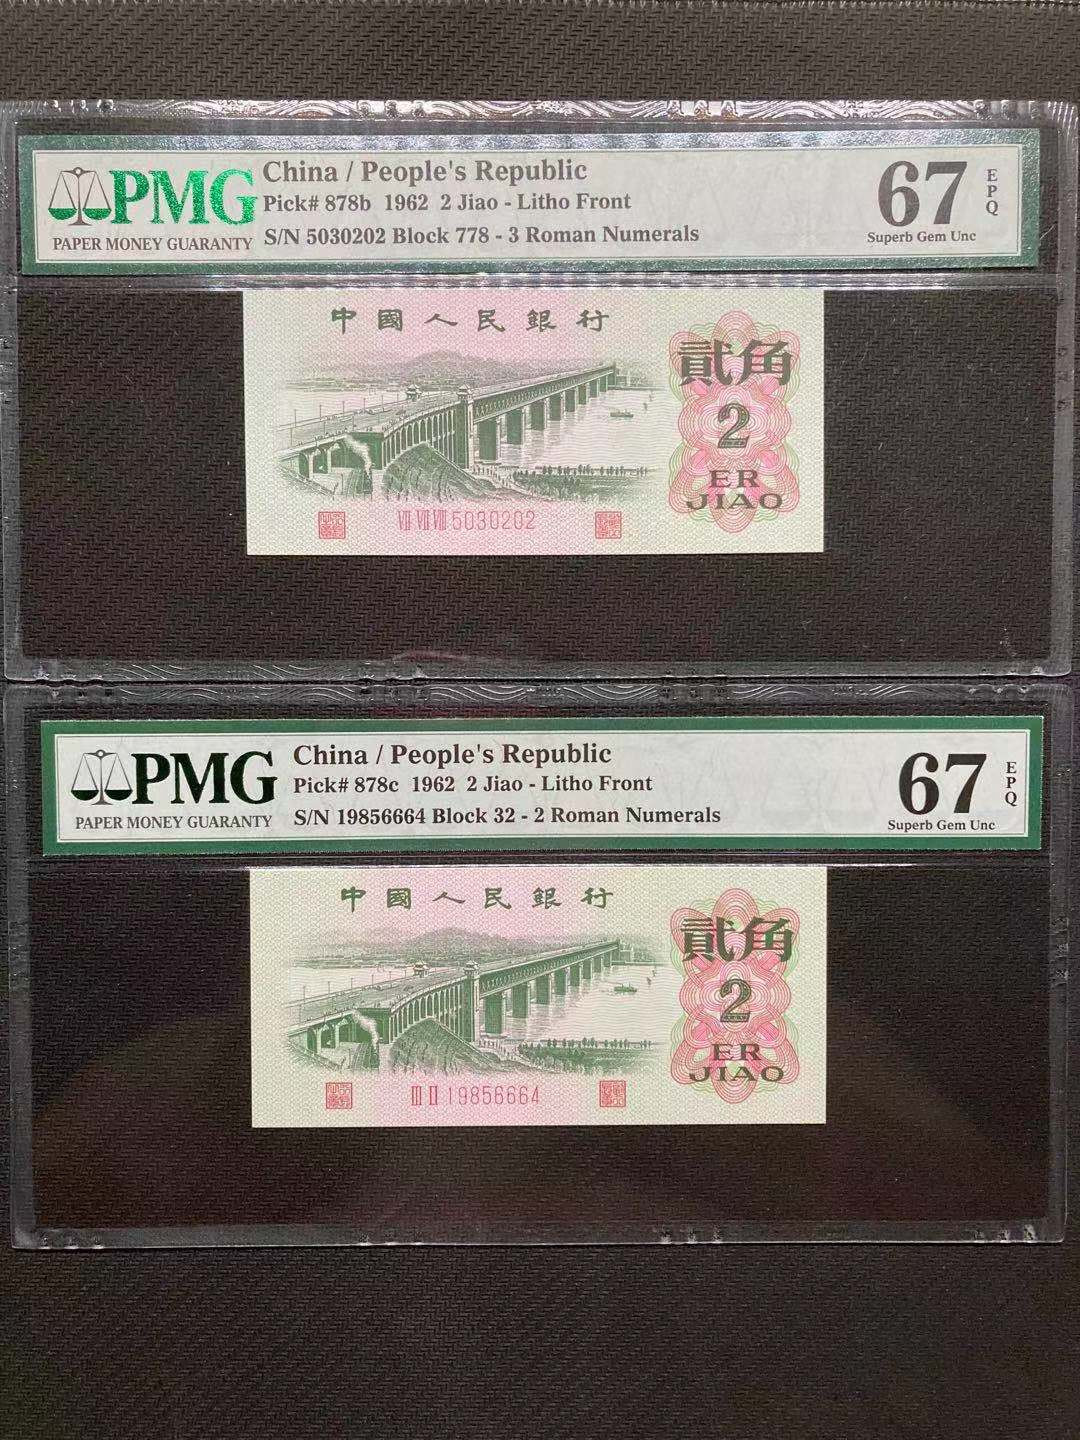 PMG
PAPER MONEY GUARANTY
China / People's Republic
Pick# 878b 1962 2 Jiao - Litho Front
S/N 5030202 Block 778 - 3 Roman Numerals
67
EPQ
Superb Gem Unc
中國人民銀行
貳角
2
ER
JIAO
VII VII VIII 5030202
PMG
PAPER MONEY GUARANTY
China / People's Republic
Pick# 878c 1962 2 Jiao - Litho Front
S/N 19856664 Block 32 - 2 Roman Numerals
67
EPQ
Superb Gem Unc
中國人民銀行
貳角
2
ER
JIAO
III II 19856664